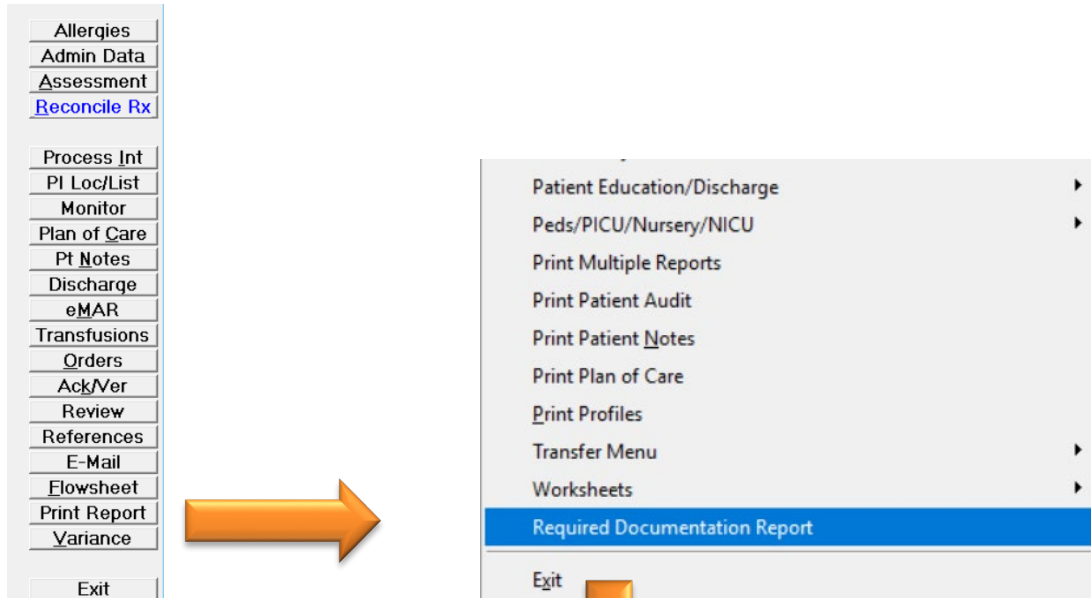 Allergies
Admin Data
Assessment
Reconcile Rx
Process Int
PI Loc/List
Monitor
Plan of Care
Pt Notes
Discharge
eMAR
Transfusions
Orders
Ack/Ver
Review
References
E-Mail
Flowsheet
Print Report
Variance
Exit
Patient Education/Discharge
Peds/PICU/Nursery/NICU
Print Multiple Reports
Print Patient Audit
Print Patient Notes
Print Plan of Care
Print Profiles
Transfer Menu
Worksheets
Required Documentation Report
Exit